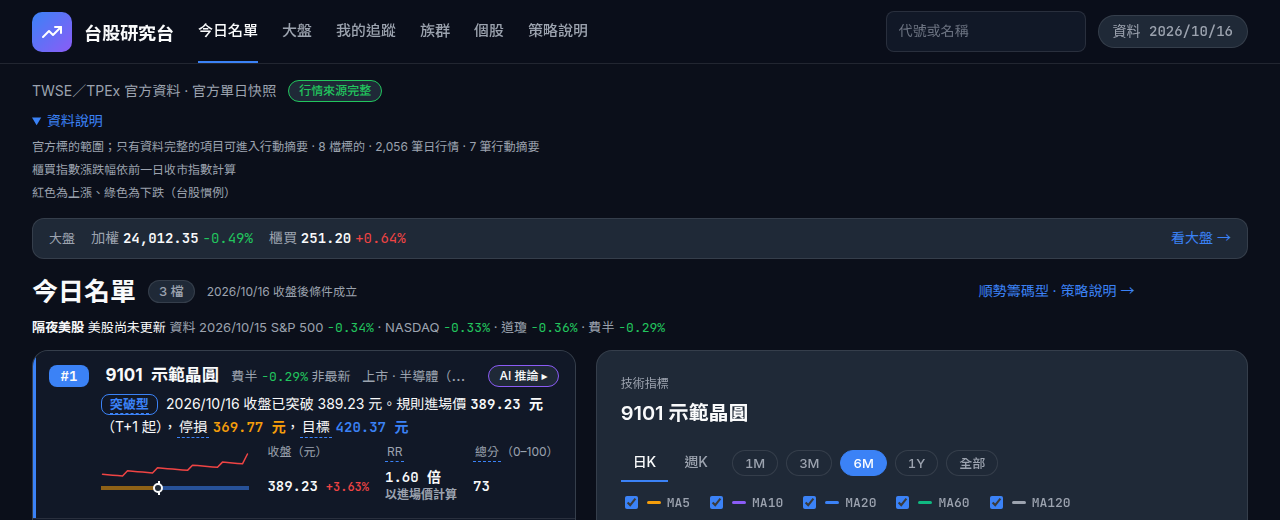 台股研究台 今日名單 大盤 我的追蹤 族群 個股 策略說明 代號或名稱 資料 2026/10/16
TWSE／TPEx 官方資料 · 官方單日快照 行情來源完整
▼ 資料說明
官方標的範圍；只有資料完整的項目可進入行動摘要 · 8 檔標的 · 2,056 筆日行情 · 7 筆行動摘要
櫃買指數漲跌幅依前一日收市指數計算
紅色為上漲、綠色為下跌（台股慣例）
大盤 加權 24,012.35 -0.49% 櫃買 251.20 +0.64% 看大盤 →
今日名單 3 檔 2026/10/16 收盤後條件成立 順勢籌碼型 · 策略說明 →
隔夜美股 美股尚未更新 資料 2026/10/15 S&P 500 -0.34% · NASDAQ -0.33% · 道瓊 -0.36% · 費半 -0.29%
#1 9101 示範晶圓 費半 -0.29% 非最新 上市 · 半導體（... AI 推論 ▸
突破型 2026/10/16 收盤已突破 389.23 元。規則進場價 389.23 元
（T+1 起），停損 369.77 元，目標 420.37 元
收盤（元） RR 總分（0–100）
389.23 +3.63% 1.60 倍 73
以進場價計算
技術指標
9101 示範晶圓
日K 週K 1M 3M 6M 1Y 全部
MA5 MA10 MA20 MA60 MA120